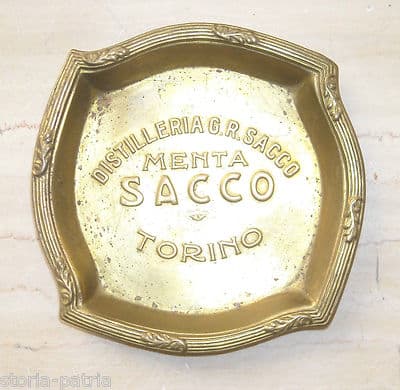 DISTILLERIA G.R. SACCO
MENTA
SACCO
TORINO
storia-patria